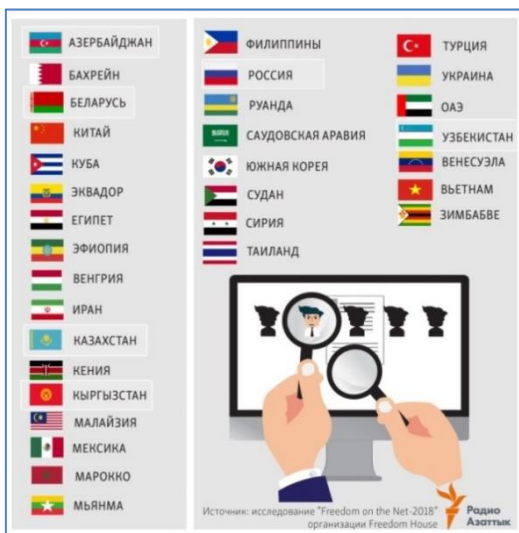 АЗЕРБАЙДЖАН
БАХРЕЙН
БЕЛАРУСЬ
КИТАЙ
КУБА
ЭКВАДОР
ЕГИПЕТ
ЭФИОПИЯ
ВЕНГРИЯ
ИРАН
КАЗАХСТАН
КЕНИЯ
КЫРГЫЗСТАН
МАЛАЙЗИЯ
МЕКСИКА
МАРОККО
МЬЯНМА
ФИЛИППИНЫ
РОССИЯ
РУАНДА
САУДОВСКАЯ АРАВИЯ
ЮЖНАЯ КОРЕЯ
СУДАН
СИРИЯ
ТАИЛАНД
ТУРЦИЯ
УКРАИНА
ОАЭ
УЗБЕКИСТАН
ВЕНЕСУЭЛА
ВЬЕТНАМ
ЗИМБАБВЕ
Источник: исследование "Freedom on the Net-2018"
организации Freedom House
Радио
Азаттык